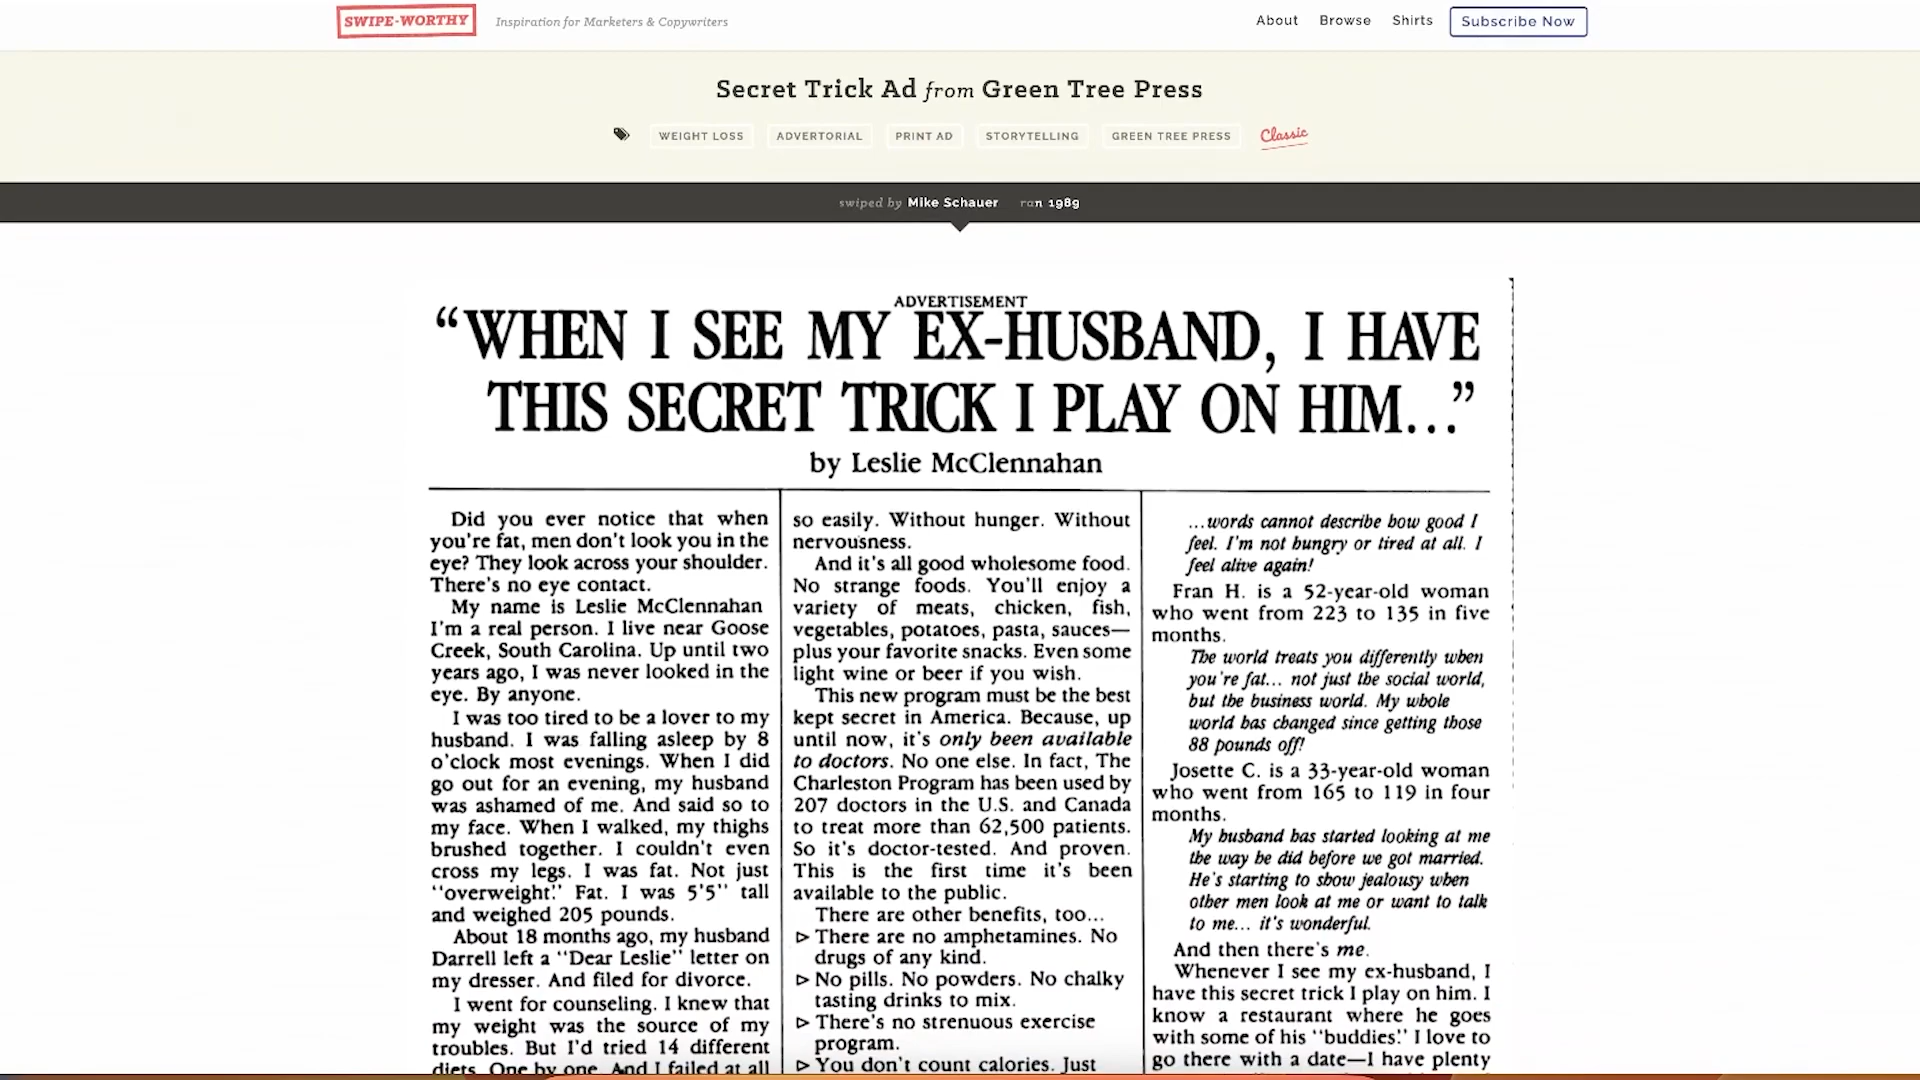 SWIPE-WORTHY
Inspiration for Marketers & Copywriters
About
Browse
Shirts
Subscribe Now
Secret Trick Ad from Green Tree Press
WEIGHT LOSS
ADVERTORIAL
PRINT AD
STORYTELLING
GREEN TREE PRESS
Classic
swiped by Mike Schauer
ran 1989
ADVERTISEMENT
“WHEN I SEE MY EX-HUSBAND, I HAVE
THIS SECRET TRICK I PLAY ON HIM...”
by Leslie McClennahan
Did you ever notice that when
you're fat, men don't look you in the
eye? They look across your shoulder.
There's no eye contact.
My name is Leslie McClennahan
I'm a real person. I live near Goose
Creek, South Carolina. Up until two
years ago, I was never looked in the
eye. By anyone.
I was too tired to be a lover to my
husband. I was falling asleep by 8
o'clock most evenings. When I did
go out for an evening, my husband
was ashamed of me. And said so to
my face. When I walked, my thighs
brushed together. I couldn't even
cross my legs. I was fat. Not just
“overweight.” Fat. I was 5'5” tall
and weighed 205 pounds.
About 18 months ago, my husband
Darrell left a “Dear Leslie” letter on
my dresser. And filed for divorce.
I went for counseling. I knew that
my weight was the source of my
troubles. But I'd tried 14 different
diets. One by one. And I failed at all
so easily. Without hunger. Without
nervousness.
And it's all good wholesome food.
No strange foods. You'll enjoy a
variety of meats, chicken, fish,
vegetables, potatoes, pasta, sauces—
plus your favorite snacks. Even some
light wine or beer if you wish.
This new program must be the best
kept secret in America. Because, up
until now, it's only been available
to doctors. No one else. In fact, The
Charleston Program has been used by
207 doctors in the U.S. and Canada
to treat more than 62,500 patients.
So it's doctor-tested. And proven.
This is the first time it's been
available to the public.
There are other benefits, too...
▷ There are no amphetamines. No
drugs of any kind.
▷ No pills. No powders. No chalky
tasting drinks to mix.
▷ There's no strenuous exercise
program.
▷ You don't count calories. Just
...words cannot describe how good I
feel. I'm not hungry or tired at all. I
feel alive again!
Fran H. is a 52-year-old woman
who went from 223 to 135 in five
months.
The world treats you differently when
you're fat... not just the social world,
but the business world. My whole
world has changed since getting those
88 pounds off!
Josette C. is a 33-year-old woman
who went from 165 to 119 in four
months.
My husband has started looking at me
the way he did before we got married.
He's starting to show jealousy when
other men look at me or want to talk
to me... it's wonderful.
And then there's me.
Whenever I see my ex-husband, I
have this secret trick I play on him. I
know a restaurant where he goes
with some of his “buddies.” I love to
go there with a date—I have plenty